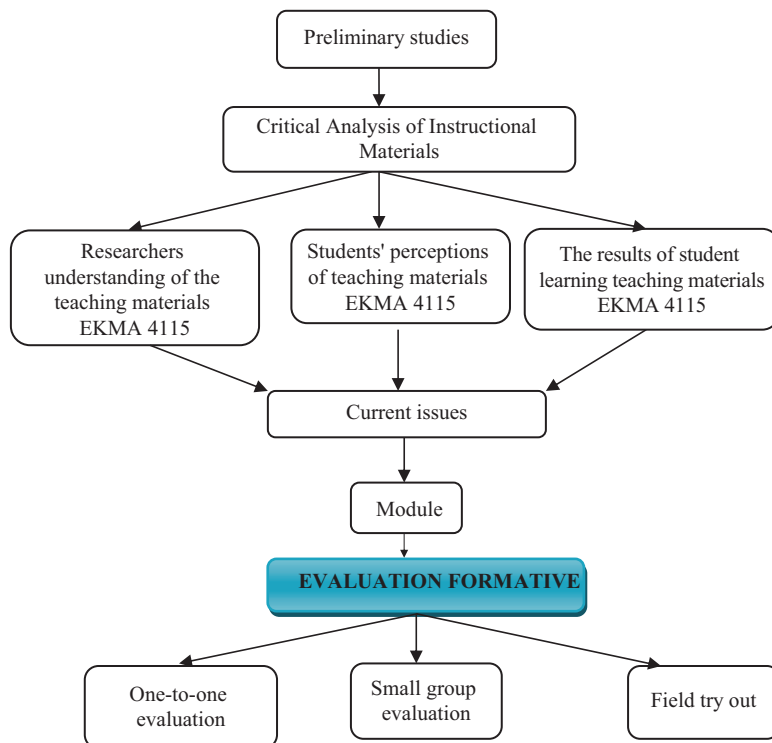 Preliminary studies
Critical Analysis of Instructional
Materials
Researchers
understanding of the
teaching materials
EKMA 4115
Students' perceptions
of teaching materials
EKMA 4115
The results of student
learning teaching materials
EKMA 4115
Current issues
Module
EVALUATION FORMATIVE
One-to-one
evaluation
Small group
evaluation
Field try out